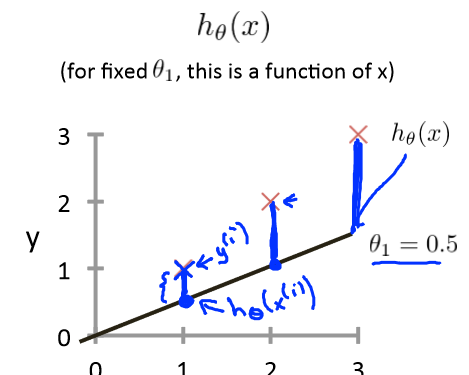 hθ(x)
(for fixed θ₁, this is a function of x)
3
hθ(x)
2
y
y⁽ⁱ⁾
θ₁ = 0.5
1
hθ(x⁽ⁱ⁾)
0
0 1 2 3